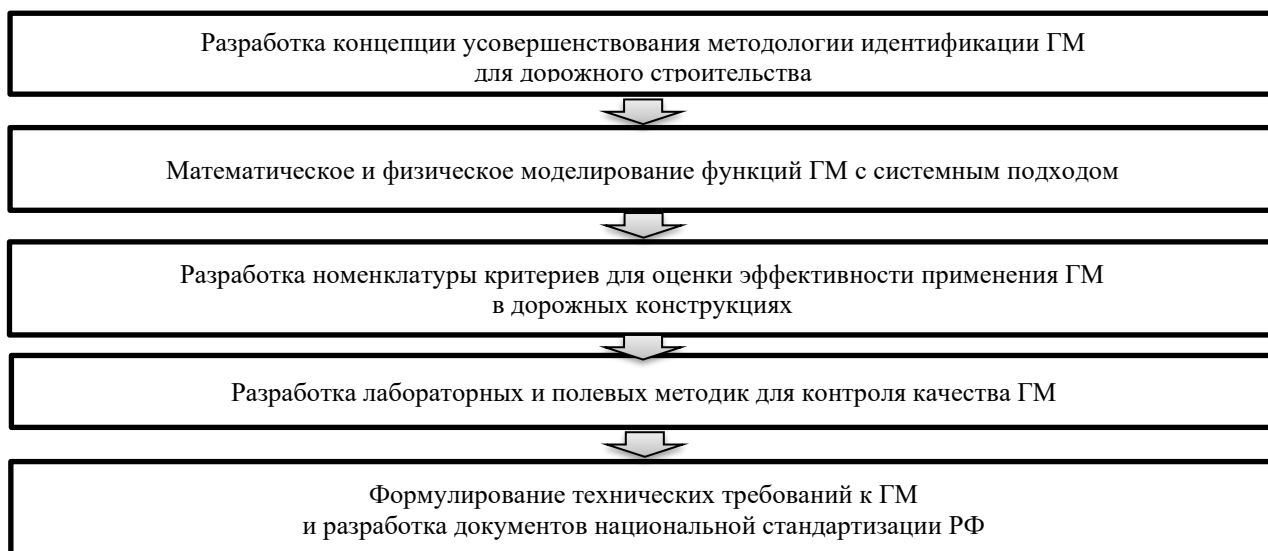 Разработка концепции усовершенствования методологии идентификации ГМ
для дорожного строительства
Математическое и физическое моделирование функций ГМ с системным подходом
Разработка номенклатуры критериев для оценки эффективности применения ГМ
в дорожных конструкциях
Разработка лабораторных и полевых методик для контроля качества ГМ
Формулирование технических требований к ГМ
и разработка документов национальной стандартизации РФ